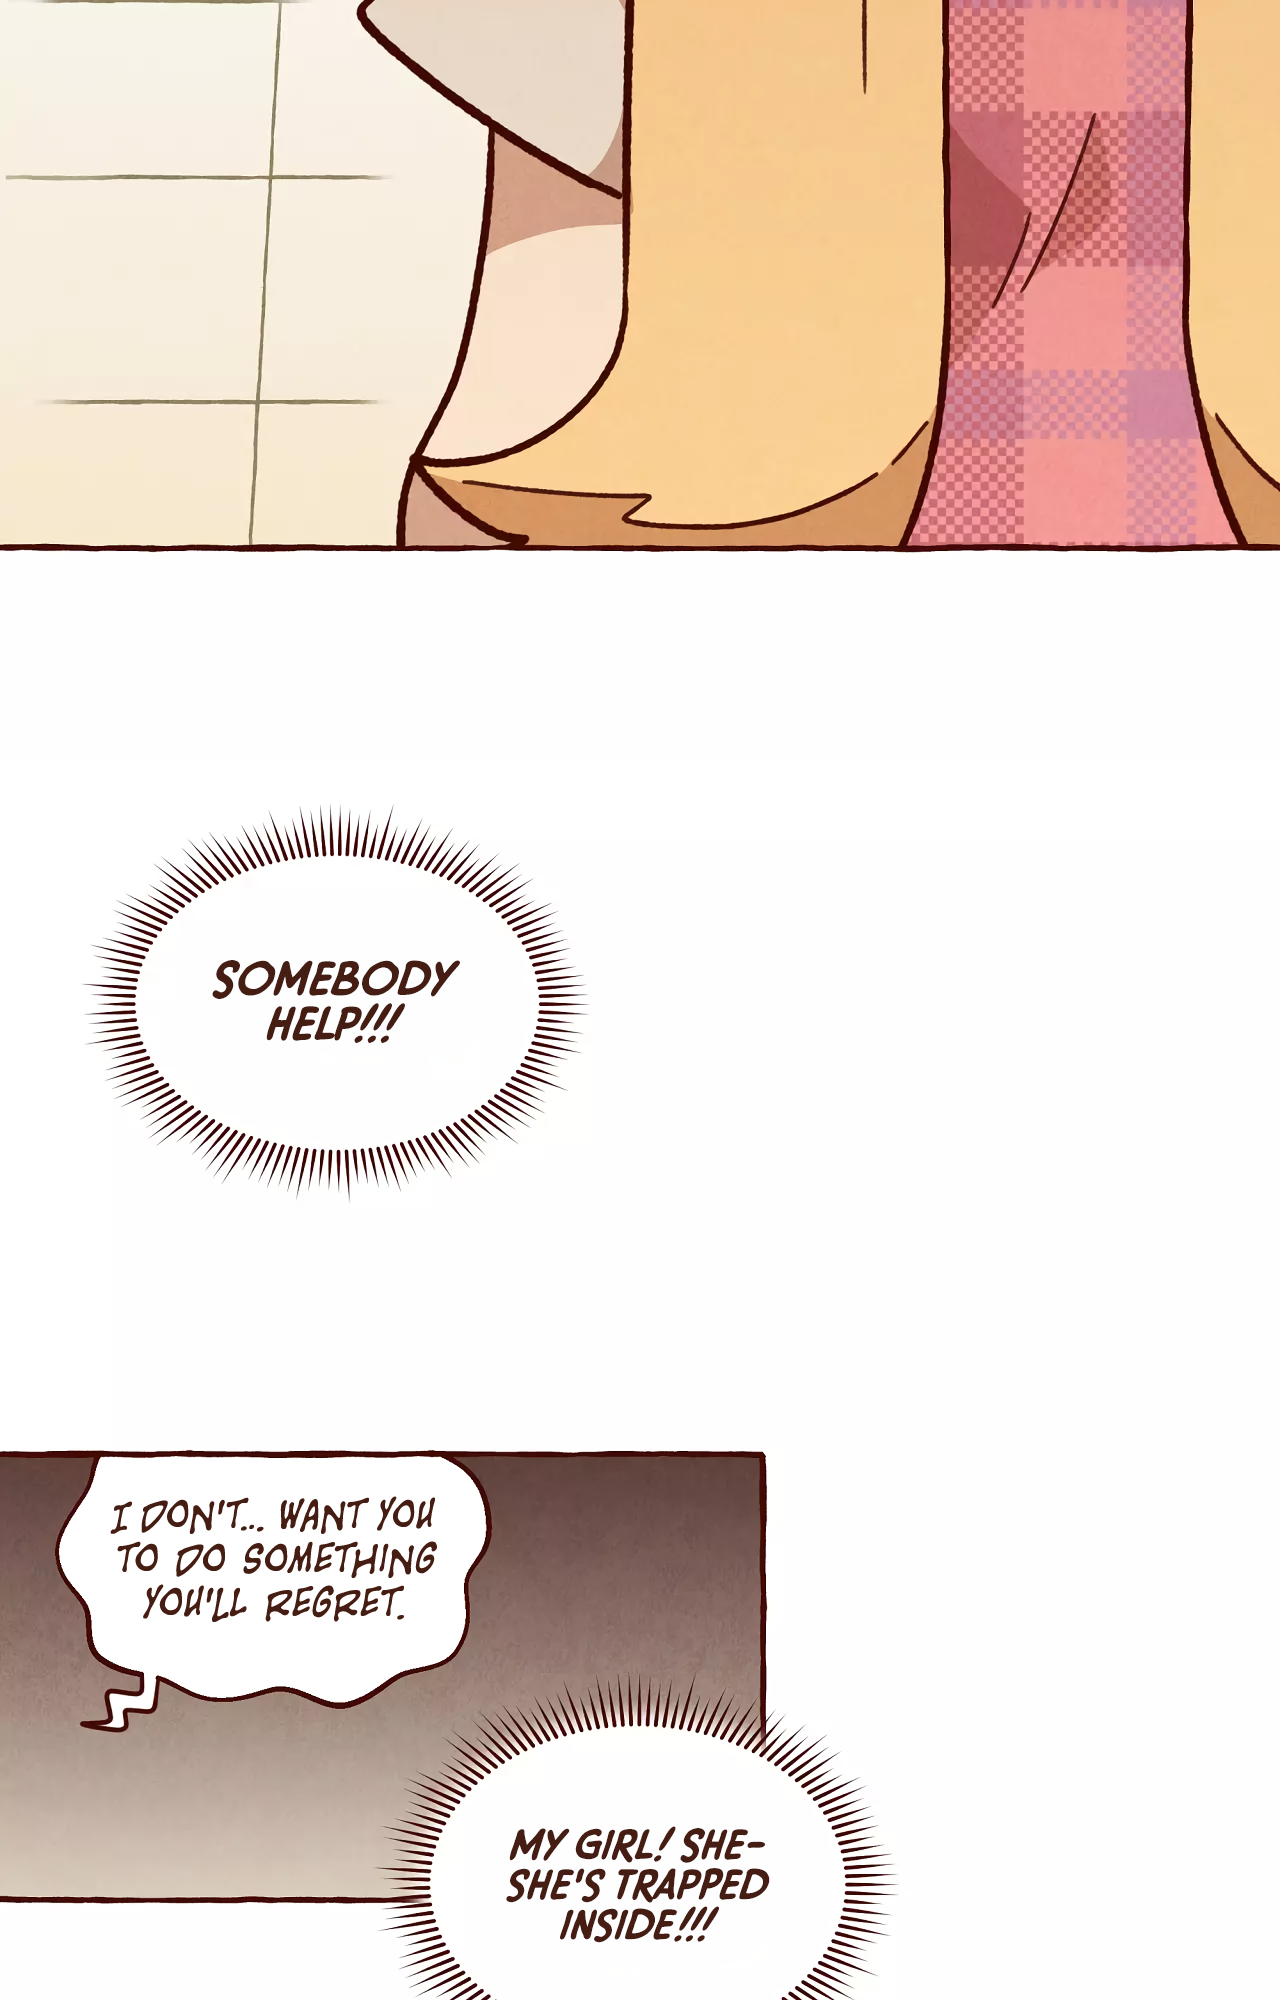 SOMEBODY
HELP!!!
I DON'T... WANT YOU
TO DO SOMETHING
YOU'LL REGRET.
MY GIRL! SHE-
SHE'S TRAPPED
INSIDE!!!